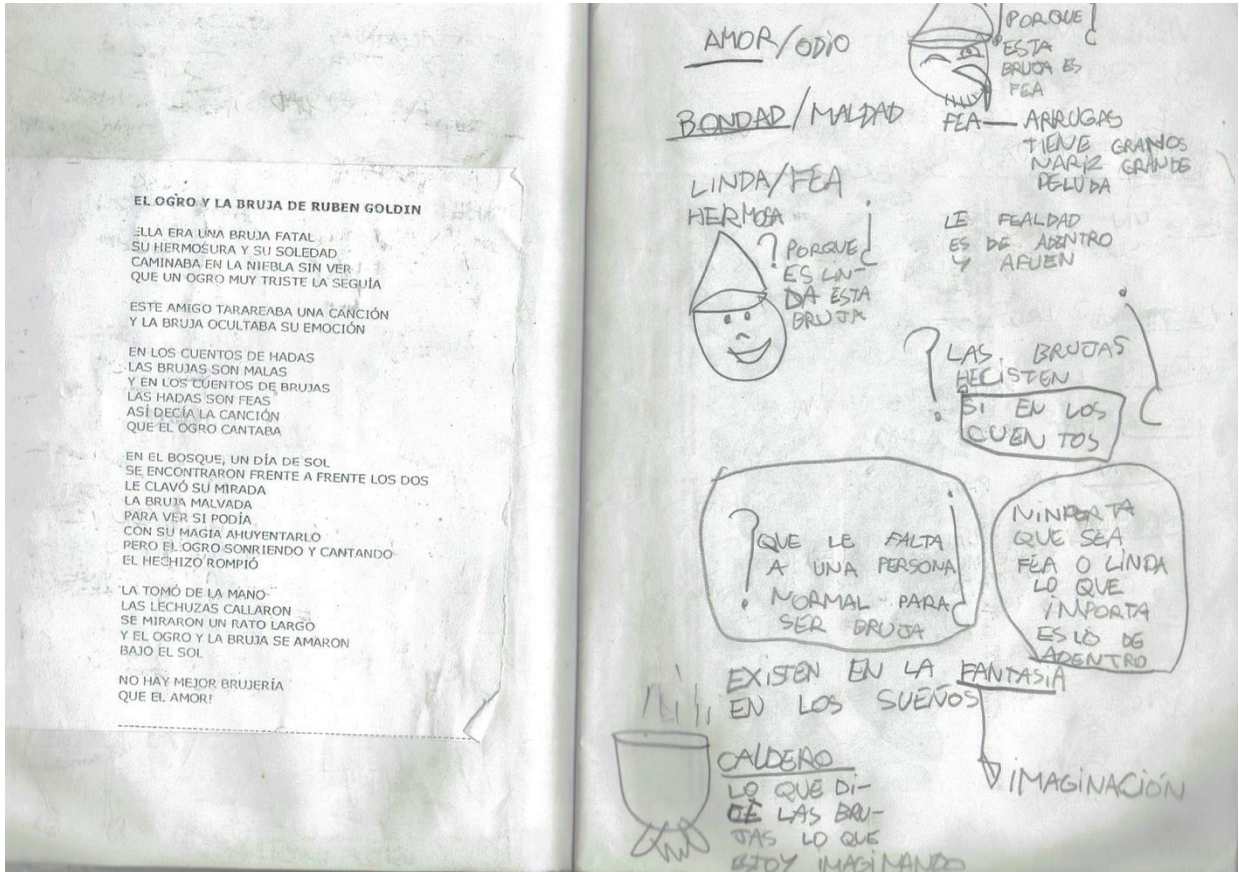 EL OGRO Y LA BRUJA DE RUBEN GOLDIN
ELLA ERA UNA BRUJA FATAL
SU HERMOSURA Y SU SOLEDAD
CAMINABA EN LA NIEBLA SIN VER
QUE UN OGRO MUY TRISTE LA SEGUÍA
ESTE AMIGO TARAREABA UNA CANCIÓN
Y LA BRUJA OCULTABA SU EMOCIÓN
EN LOS CUENTOS DE HADAS
LAS BRUJAS SON MALAS
Y EN LOS CUENTOS DE BRUJAS
LAS HADAS SON FEAS
ASÍ DECÍA LA CANCIÓN
QUE EL OGRO CANTABA
EN EL BOSQUE, UN DÍA DE SOL
SE ENCONTRARON FRENTE A FRENTE LOS DOS
LE CLAVÓ SU MIRADA
LA BRUJA MALVADA
PARA VER SI PODÍA
CON SU MAGIA AHUYENTARLO
PERO EL OGRO SONRIENDO Y CANTANDO
EL HECHIZO ROMPIÓ
LA TOMÓ DE LA MANO
LAS LECHUZAS CALLARON
SE MIRARON UN RATO LARGO
Y EL OGRO Y LA BRUJA SE AMARON
BAJO EL SOL
NO HAY MEJOR BRUJERÍA
QUE EL AMOR!
AMOR/ODIO
¿PORQUE?
ESTA
BRUJA ES
FEA
BONDAD/MALDAD
FEA — ARRUGAS
TIENE GRANOS
NARIZ GRANDE
PELUDA
LINDA/FEA
HERMOSA
?PORQUE¿
ES LIN-
DA ESTA
BRUJA
LE FEALDAD
ES DE ADENTRO
Y AFUEN
? LAS BRUJAS ¿
HECISTEN
SI EN LOS
CUENTOS
? QUE LE FALTA ¿
A UNA PERSONA
NORMAL PARA
SER BRUJA
NINPORTA
QUE SEA
FEA O LINDA
LO QUE
IMPORTA
ES LO DE
ADENTRO
EXISTEN EN LA FANTASIA
EN LOS SUEÑOS
IMAGINACIÓN
CALDERO
LO QUE DI-
CE LAS BRU-
JAS LO QUE
ETOY IMAGINANDO